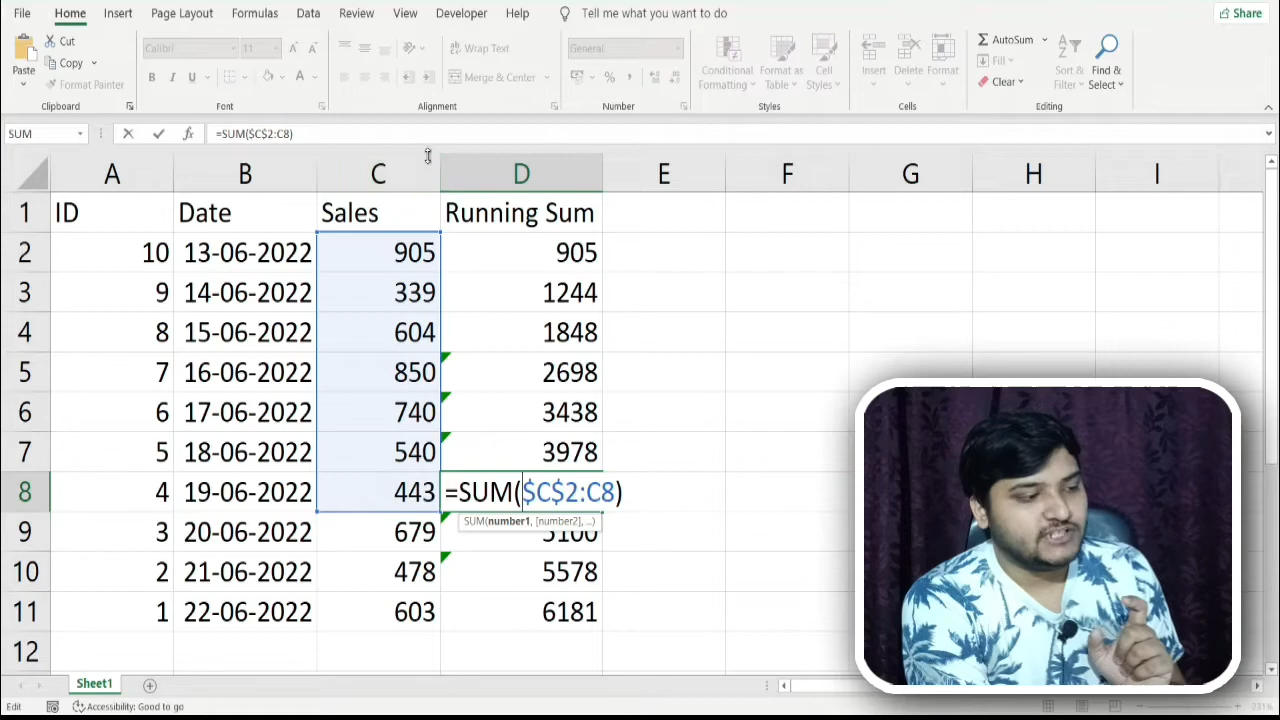 File Home Insert Page Layout Formulas Data Review View Developer Help Tell me what you want to do Share
Paste Cut Copy Format Painter Clipboard
Calibri 11 B I U A Font
Wrap Text Merge & Center Alignment
General % Number
Conditional Formatting Format as Table Cell Styles Styles
Insert Delete Format Cells
AutoSum Fill Clear Sort & Filter Find & Select Editing
SUM fx =SUM($C$2:C8)
A B C D E F G H I
1 ID Date Sales Running Sum
2 10 13-06-2022 905 905
3 9 14-06-2022 339 1244
4 8 15-06-2022 604 1848
5 7 16-06-2022 850 2698
6 6 17-06-2022 740 3438
7 5 18-06-2022 540 3978
8 4 19-06-2022 443 =SUM($C$2:C8)
SUM(number1, [number2], ...)
9 3 20-06-2022 679 5100
10 2 21-06-2022 478 5578
11 1 22-06-2022 603 6181
12
Sheet1
Edit Accessibility: Good to go 231%